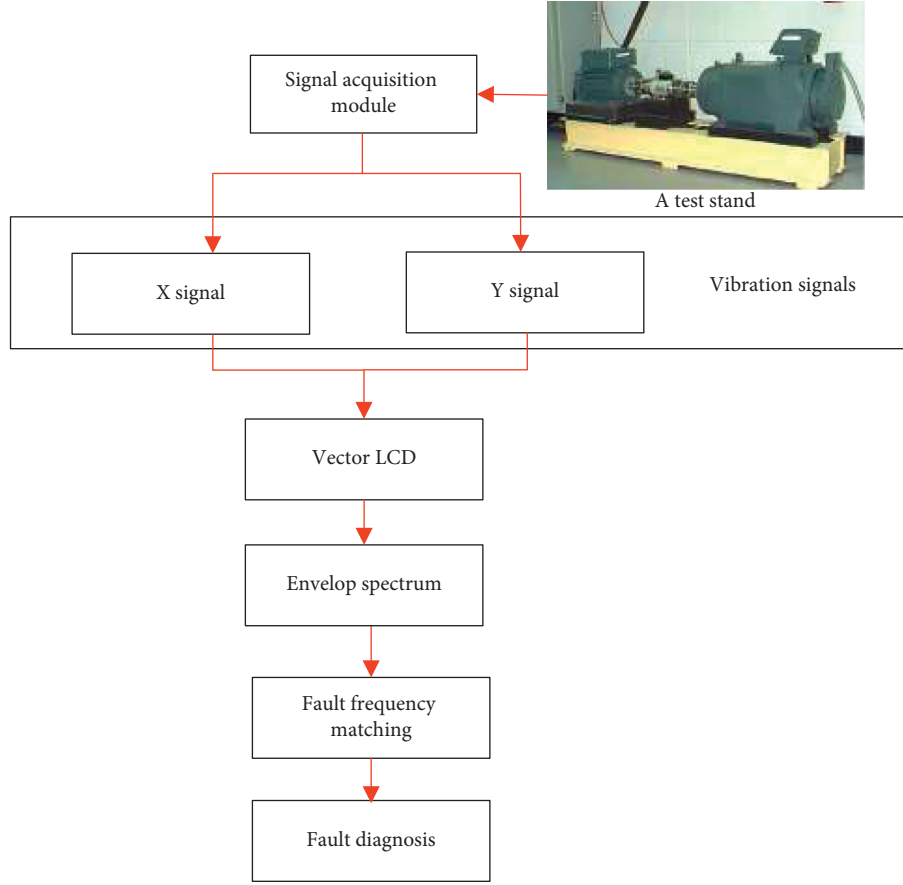 Signal acquisition
module
A test stand
X signal
Y signal
Vibration signals
Vector LCD
Envelop spectrum
Fault frequency
matching
Fault diagnosis